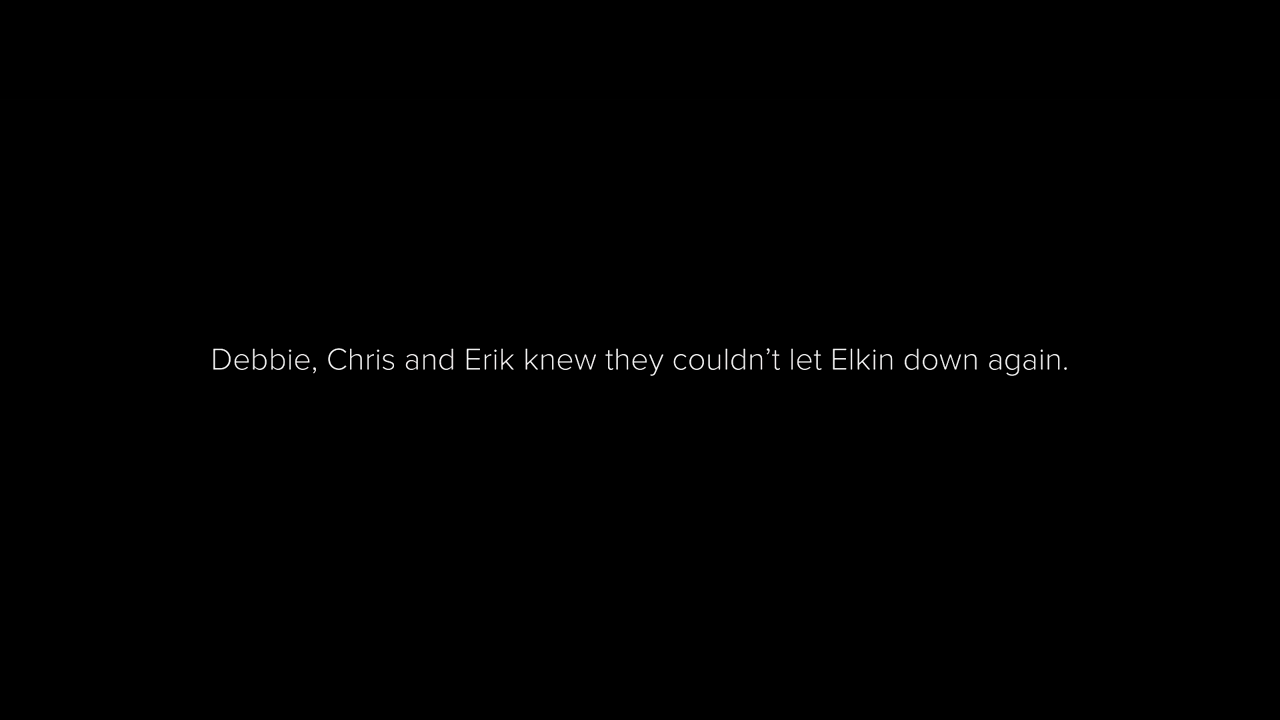 Debbie, Chris and Erik knew they couldn’t let Elkin down again.